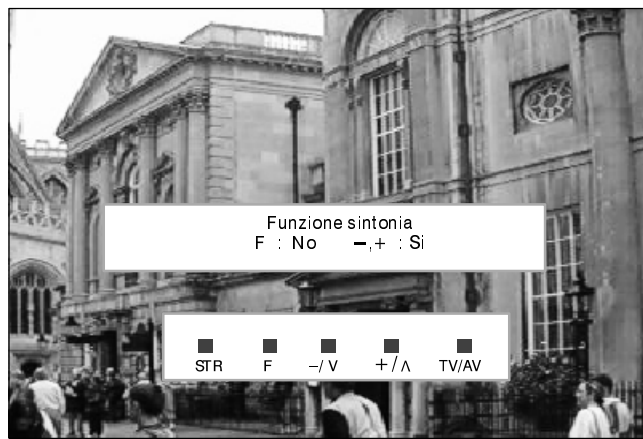 Funzione sintonia
F : No –,+ : Si
STR F –/V +/Λ TV/AV